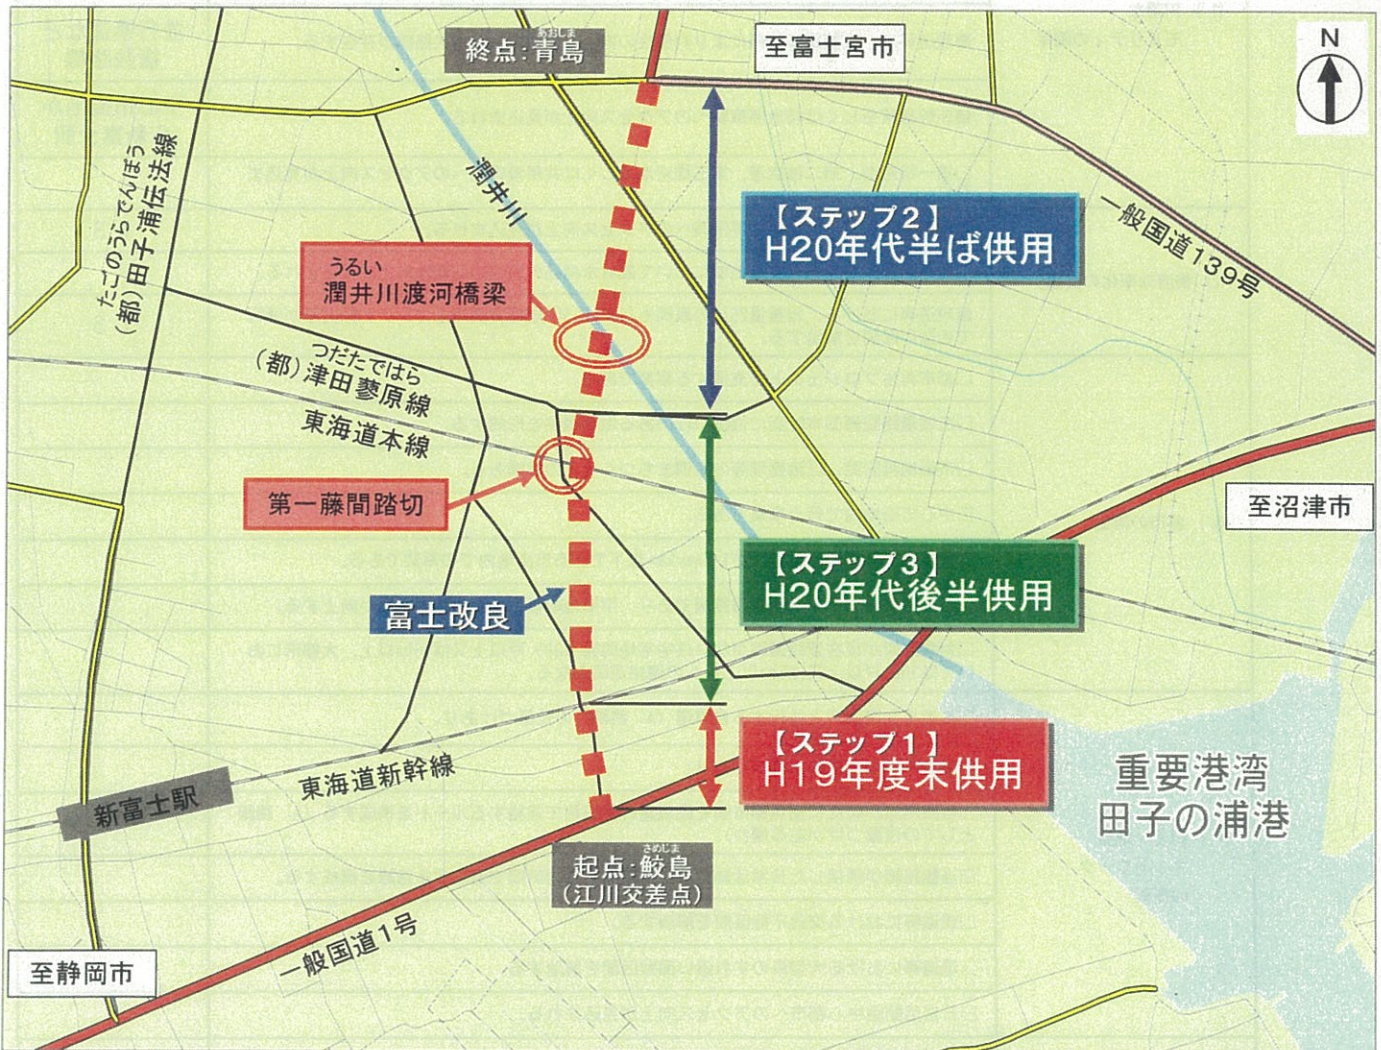 あおしま
終点:青島
至富士宮市
N
潤井川
たごのうらでんぽう
(都)田子浦伝法線
【ステップ2】
H20年代半ば供用
一般国道139号
うるい
潤井川渡河橋梁
つだたではら
(都)津田蓼原線
東海道本線
第一藤間踏切
至沼津市
【ステップ3】
H20年代後半供用
富士改良
【ステップ1】
H19年度末供用
東海道新幹線
新富士駅
重要港湾
田子の浦港
さめじま
起点:鮫島
(江川交差点)
一般国道1号
至静岡市